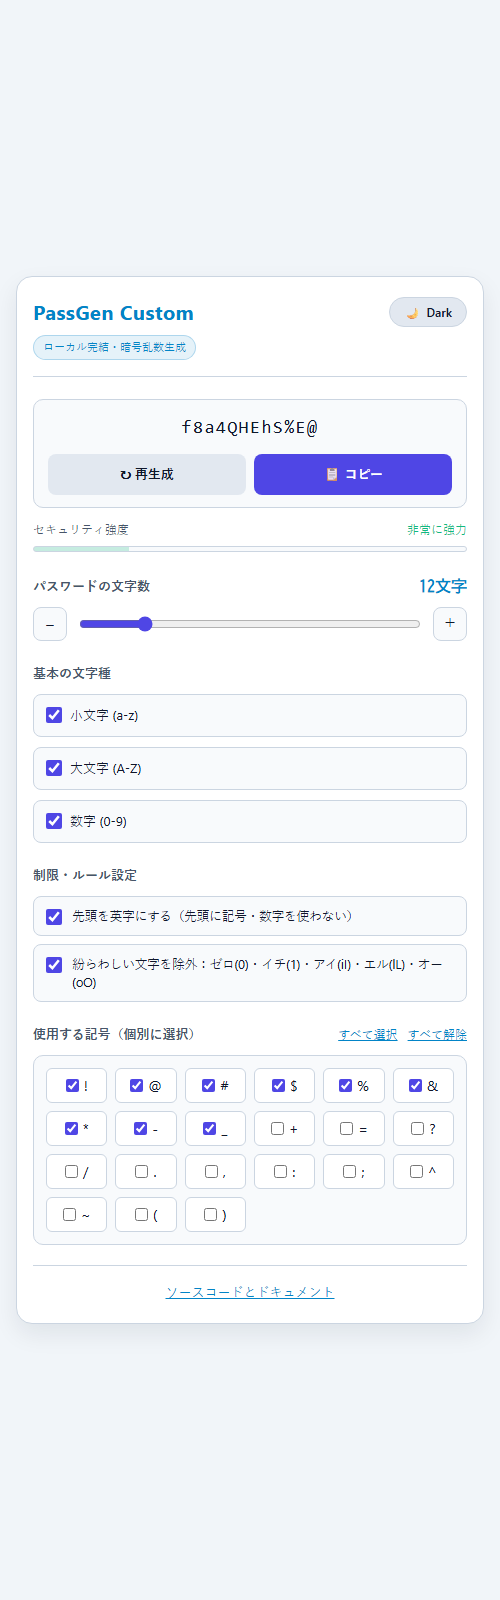 PassGen Custom
🌙 Dark
ローカル完結・暗号乱数生成
f8a4QHEhS%E@
↻ 再生成
📋 コピー
セキュリティ強度
非常に強力
パスワードの文字数
12文字
−
+
基本の文字種
小文字 (a-z)
大文字 (A-Z)
数字 (0-9)
制限・ルール設定
先頭を英字にする（先頭に記号・数字を使わない）
紛らわしい文字を除外：ゼロ(0)・イチ(1)・アイ(iI)・エル(lL)・オー
(oO)
使用する記号（個別に選択）
すべて選択 すべて解除
! @ # $ % &
* - _ + = ?
/ . , : ; ^
~ ( )
ソースコードとドキュメント